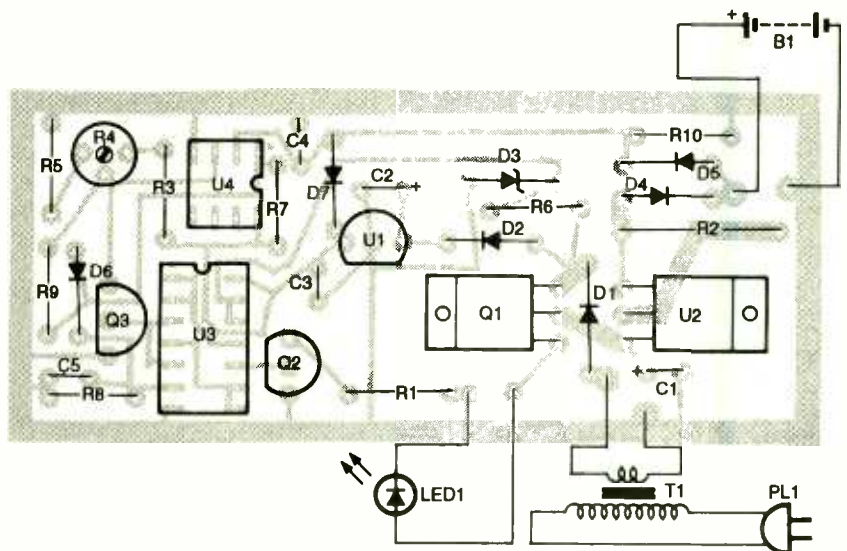 +
B1
R4
C4
R10
R5
D3
D5
R3
U4
C2
+
D7
D4
R7
R6
U1
D2
R2
D6
R9
C3
D1
Q3
U3
Q1
U2
Q2
C5
+
C1
R8
R1
LED1
T1
PL1